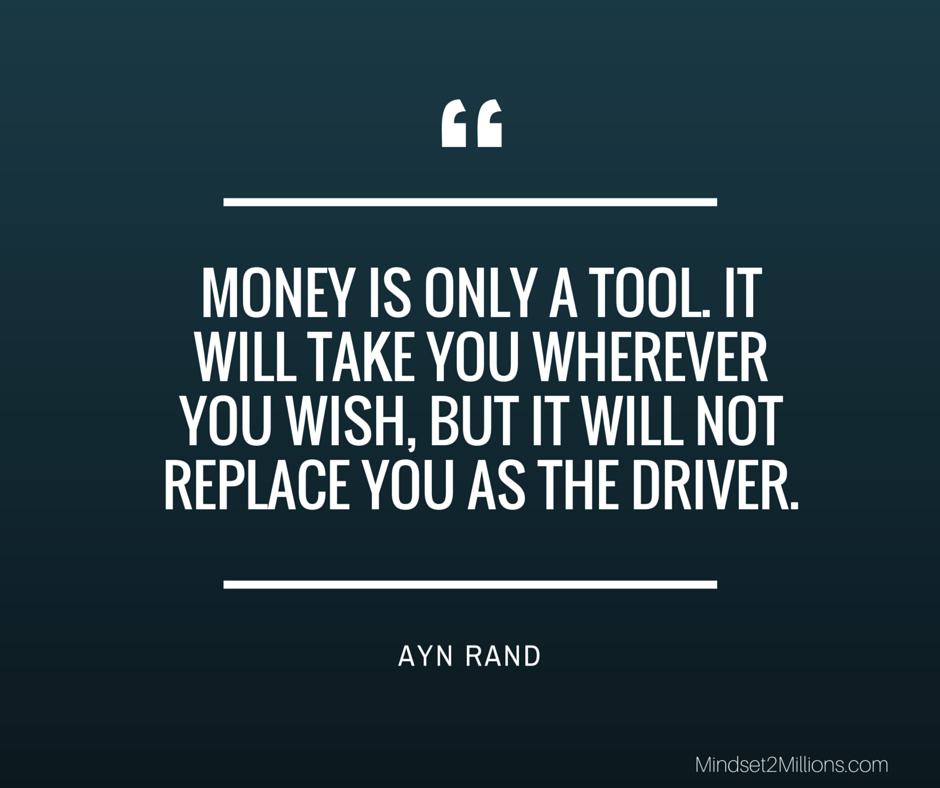 “
MONEY IS ONLY A TOOL. IT
WILL TAKE YOU WHEREVER
YOU WISH, BUT IT WILL NOT
REPLACE YOU AS THE DRIVER.
AYN RAND
Mindset2Millions.com